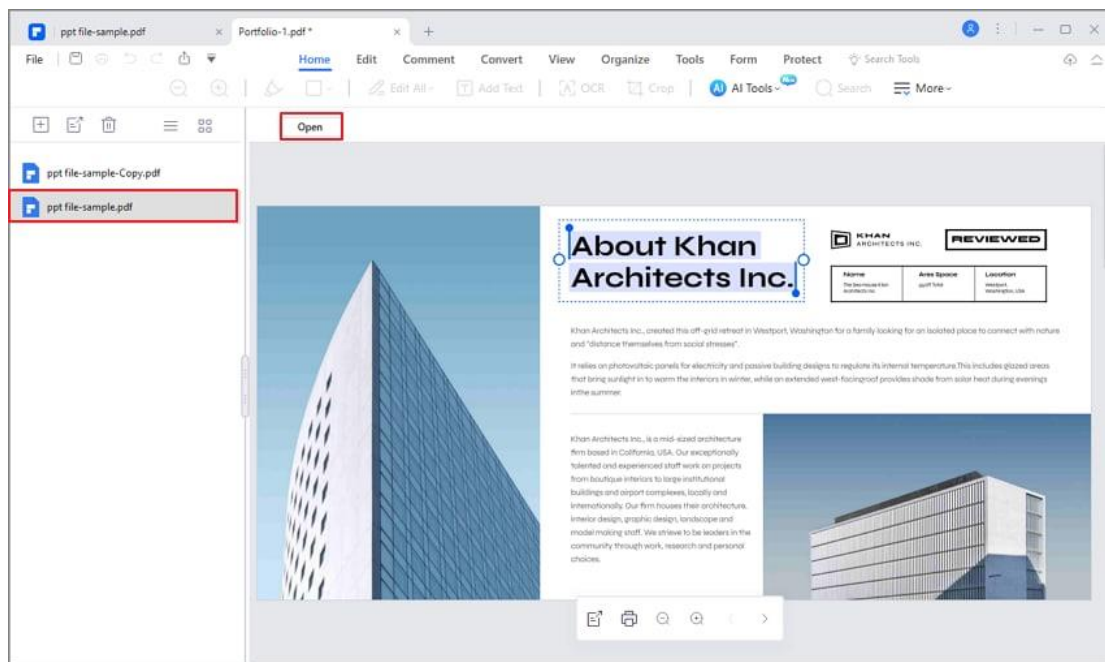 ppt file-sample.pdf
Portfolio-1.pdf *
File
Home Edit Comment Convert View Organize Tools Form Protect Search Tools
Edit All Add Text OCR Crop AI Tools Search More
Open
ppt file-sample-Copy.pdf
ppt file-sample.pdf
About Khan
Architects Inc.
KHAN
ARCHITECTS INC.
REVIEWED
Name Area Space Location
Westport
Washington, USA
Khan Architects Inc., created this off-grid retreat in Westport, Washington for a family looking for an isolated place to connect with nature
and "distance themselves from social stresses".
It relies on photovoltaic panels for electricity and passive building designs to regulate its internal temperature.This includes glazed areas
that bring sunlight in to warm the interiors in winter, while an extended west-facingroof provides shade from solar heat during evenings
inthe summer.
Khan Architects Inc., is a mid-sized architecture
firm based in California, USA. Our exceptionally
talented and experienced staff work on projects
from boutique interiors to large institutional
buildings and airport complexes, locally and
internationally. Our firm houses their architecture,
interior design, graphic design, landscape and
model making staff. We strieve to be leaders in the
community through work, research and personal
choices.